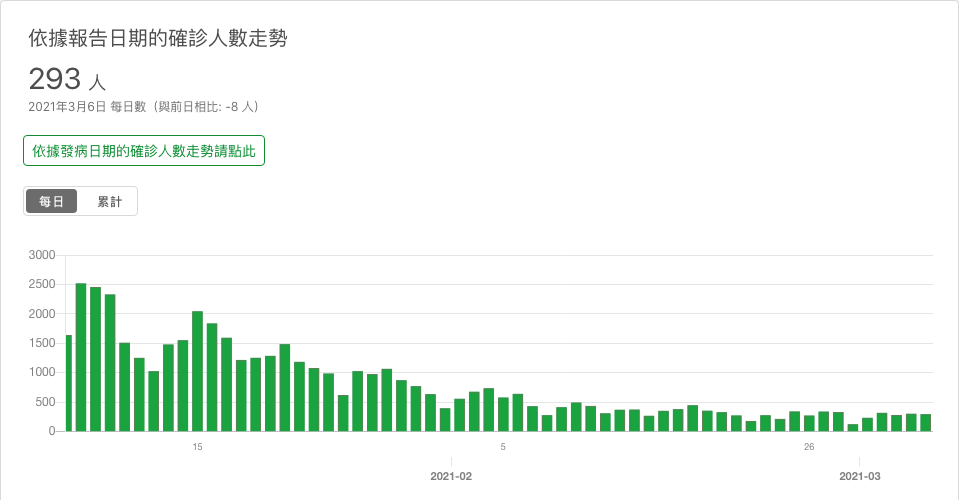 依據報告日期的確診人數走勢
293 人
2021年3月6日 每日數（與前日相比: -8 人）
依據發病日期的確診人數走勢請點此
每日 累計
3000
2500
2000
1500
1000
500
0
15 5 26
2021-02 2021-03